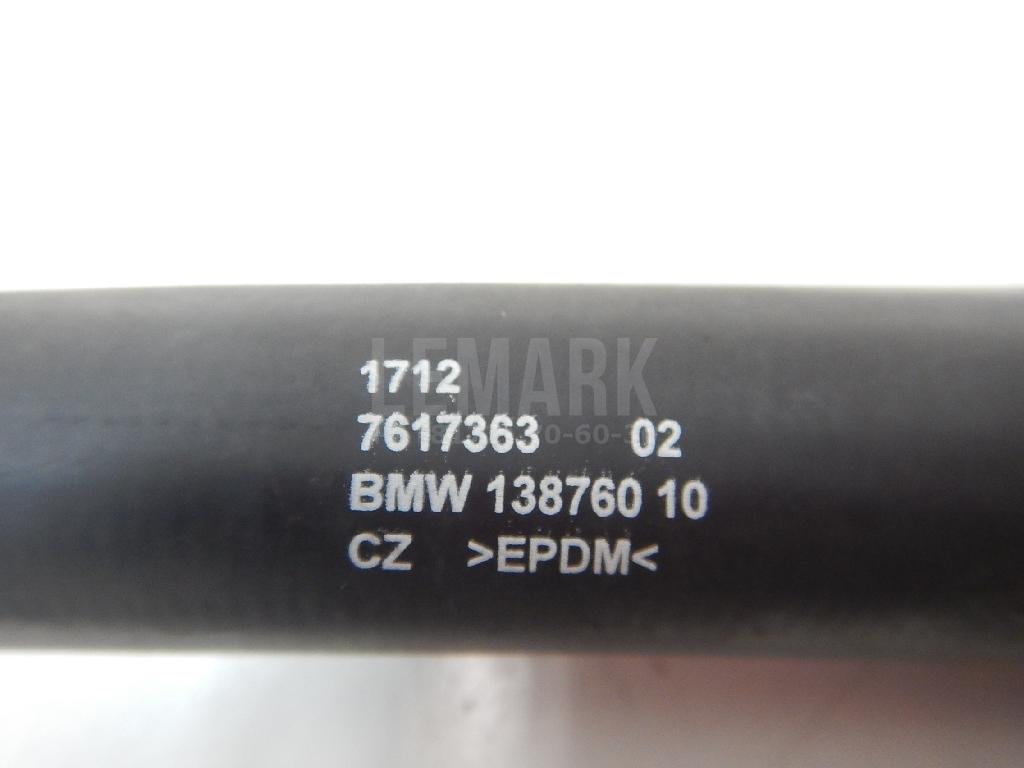 LEMARK
1712
7617363 02
BMW 138760 10
CZ >EPDM<